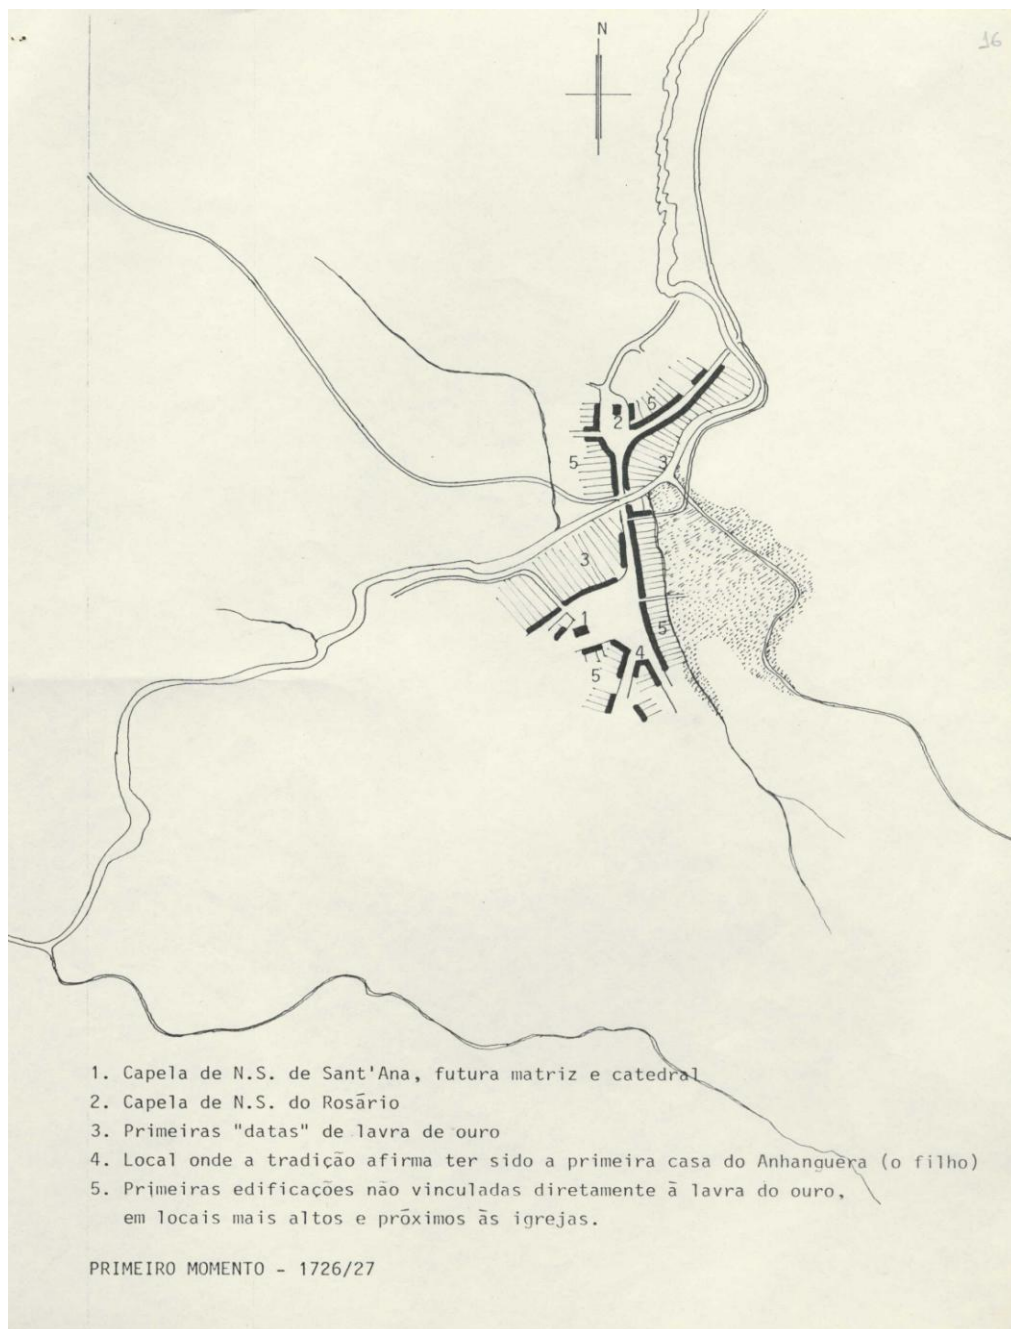 N
16
5
2
5
3
3
1
5
4
5
1. Capela de N.S. de Sant'Ana, futura matriz e catedral
2. Capela de N.S. do Rosário
3. Primeiras "datas" de lavra de ouro
4. Local onde a tradição afirma ter sido a primeira casa do Anhanguera (o filho)
5. Primeiras edificações não vinculadas diretamente à lavra do ouro,
em locais mais altos e próximos às igrejas.
PRIMEIRO MOMENTO - 1726/27